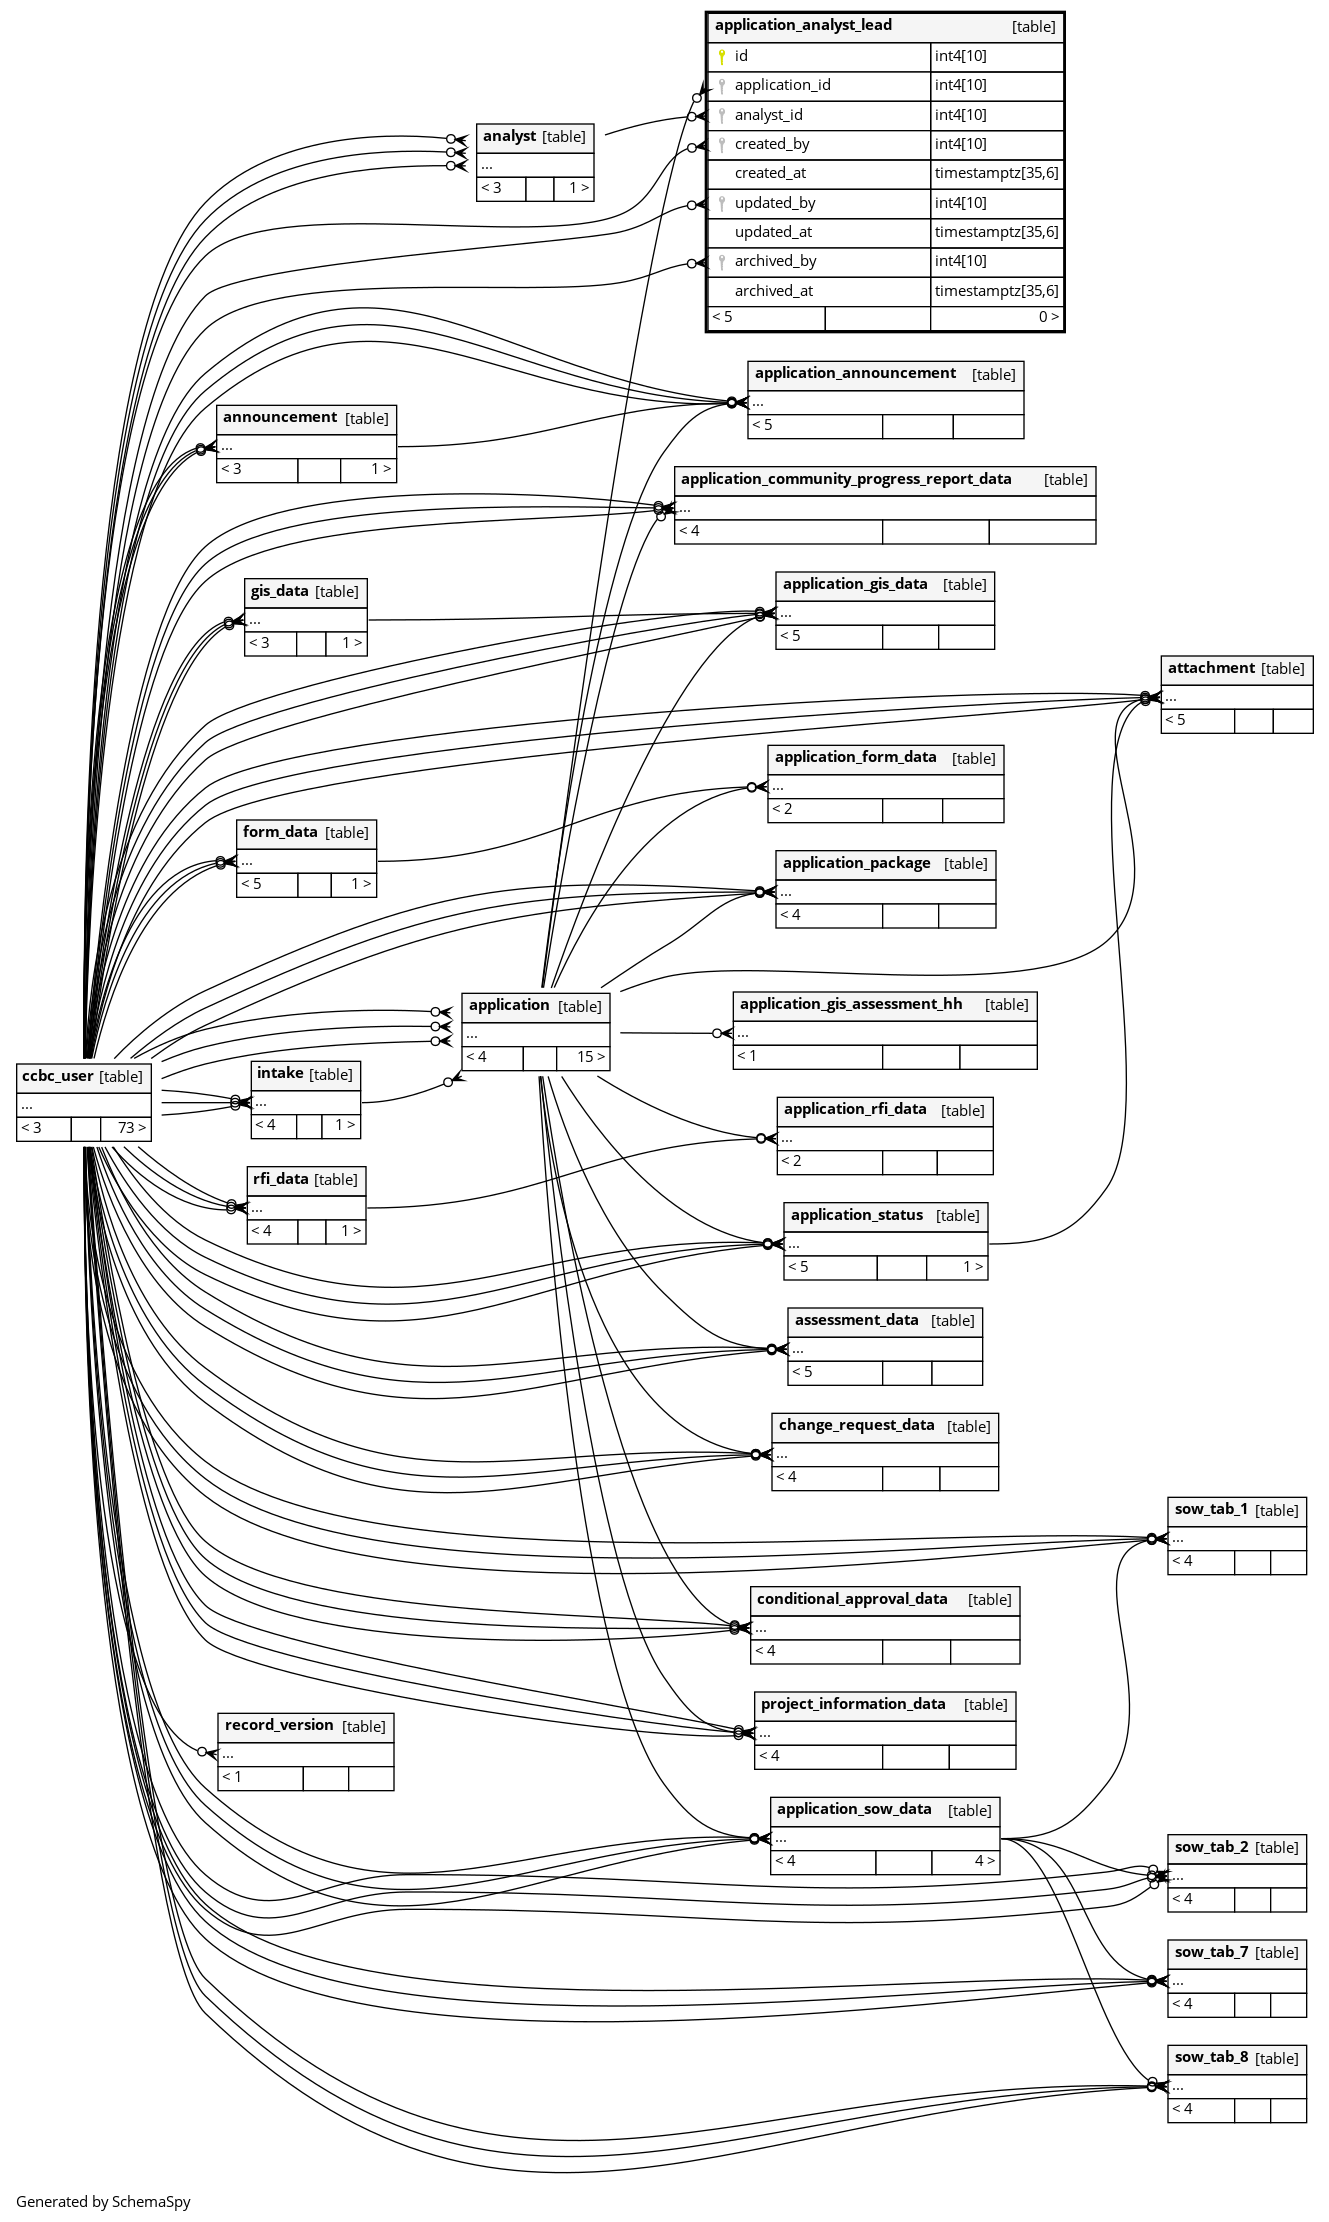 application_analyst_lead [table]
id int4[10]
application_id int4[10]
analyst_id int4[10]
created_by int4[10]
created_at timestamptz[35,6]
updated_by int4[10]
updated_at timestamptz[35,6]
archived_by int4[10]
archived_at timestamptz[35,6]
< 5 0 >
analyst [table]
...
< 3 1 >
application_announcement [table]
...
< 5
announcement [table]
...
< 3 1 >
application_community_progress_report_data [table]
...
< 4
gis_data [table]
...
< 3 1 >
application_gis_data [table]
...
< 5
attachment [table]
...
< 5
application_form_data [table]
...
< 2
form_data [table]
...
< 5 1 >
application_package [table]
...
< 4
application [table]
...
< 4 15 >
application_gis_assessment_hh [table]
...
< 1
ccbc_user [table]
...
< 3 73 >
intake [table]
...
< 4 1 >
application_rfi_data [table]
...
< 2
rfi_data [table]
...
< 4 1 >
application_status [table]
...
< 5 1 >
assessment_data [table]
...
< 5
change_request_data [table]
...
< 4
sow_tab_1 [table]
...
< 4
conditional_approval_data [table]
...
< 4
project_information_data [table]
...
< 4
record_version [table]
...
< 1
application_sow_data [table]
...
< 4 4 >
sow_tab_2 [table]
...
< 4
sow_tab_7 [table]
...
< 4
sow_tab_8 [table]
...
< 4
Generated by SchemaSpy